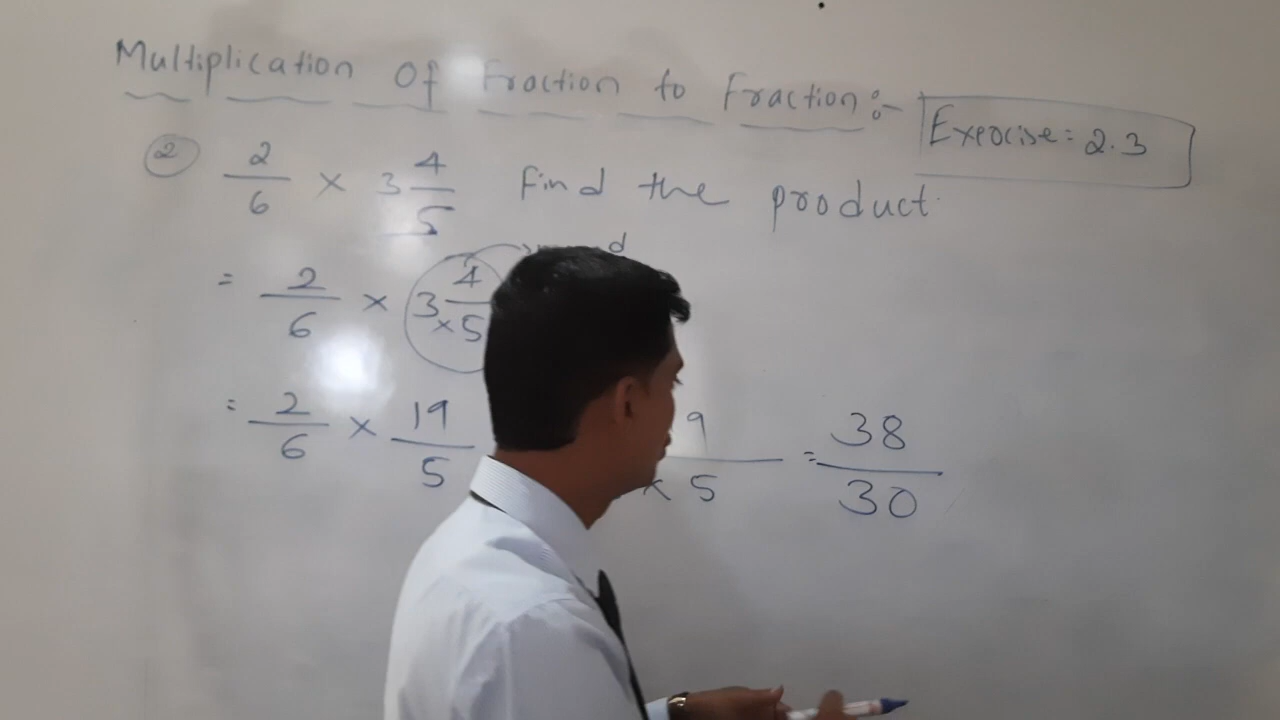 Multiplication Of Fraction to Fraction :-
Exercise: 2.3
② 2/6 × 3 4/5 Find the product.
= 2/6 × 3 4/×5
= 2/6 × 19/5 9/× 5 = 38/30